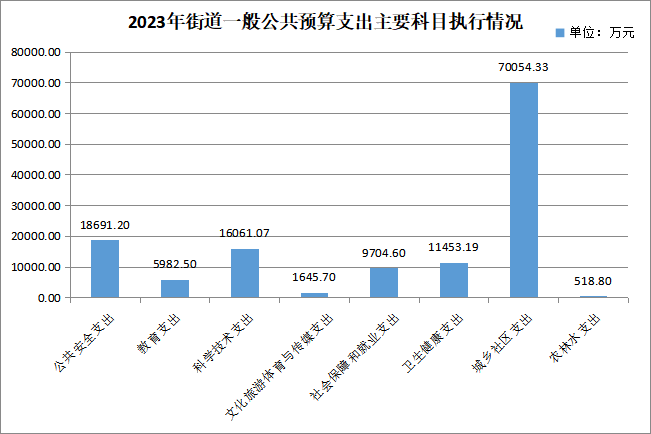 2023年街道一般公共预算支出主要科目执行情况
单位：万元
80000.00
70000.00
60000.00
50000.00
40000.00
30000.00
20000.00
10000.00
0.00
18691.20
5982.50
16061.07
1645.70
9704.60
11453.19
70054.33
518.80
公共安全支出
教育支出
科学技术支出
文化旅游体育与传媒支出
社会保障和就业支出
卫生健康支出
城乡社区支出
农林水支出